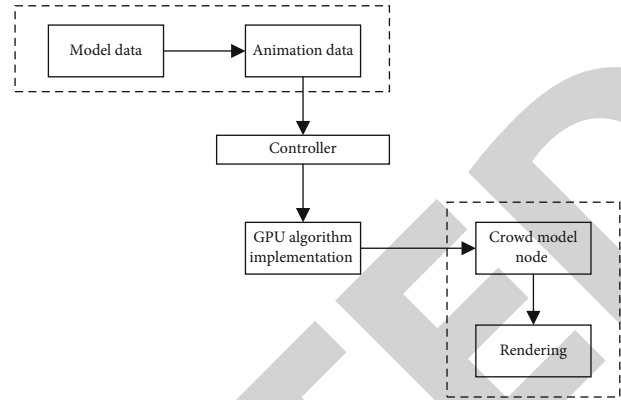 Model data
Animation data
Controller
GPU algorithm
implementation
Crowd model
node
Rendering